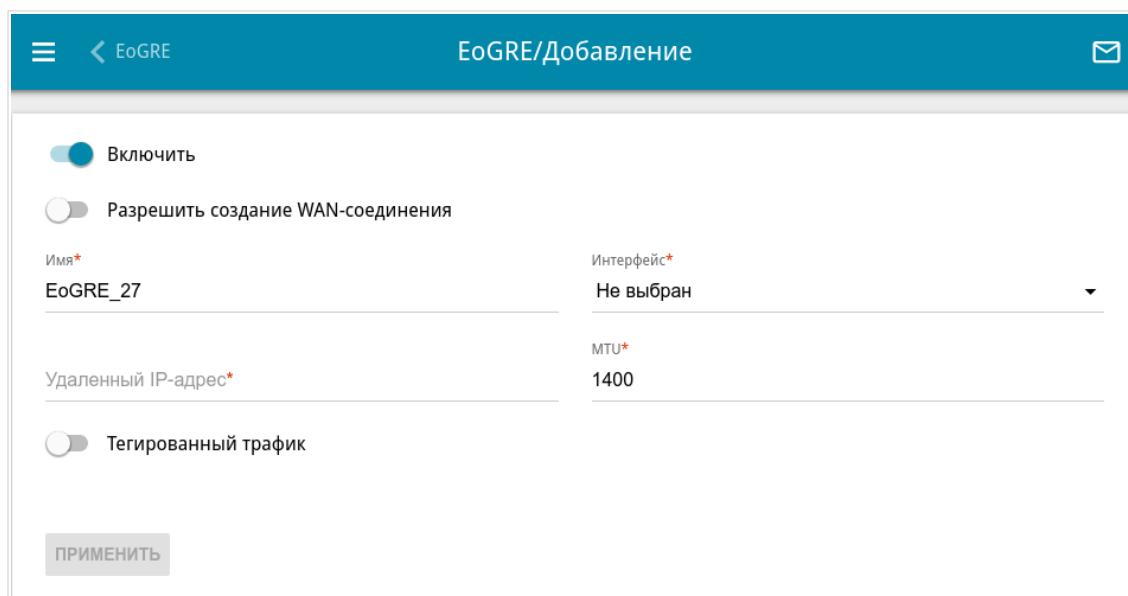 EoGRE EoGRE/Добавление
Включить
Разрешить создание WAN-соединения
Имя* Интерфейс*
EoGRE_27 Не выбран
MTU*
Удаленный IP-адрес* 1400
Тегированный трафик
ПРИМЕНИТЬ